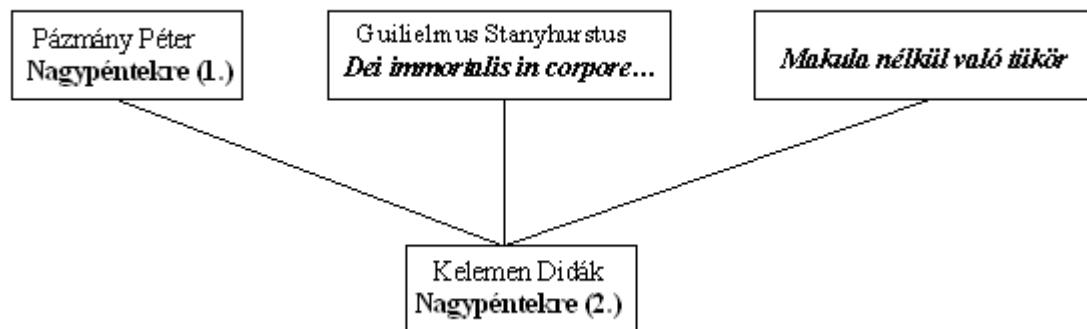 Pázmány Péter
Nagypéntekre (1.)
Guilielmus Stanyhurstus
Dei immortalis in corpore…
Makula nélkül való tükör
Kelemen Didák
Nagypéntekre (2.)